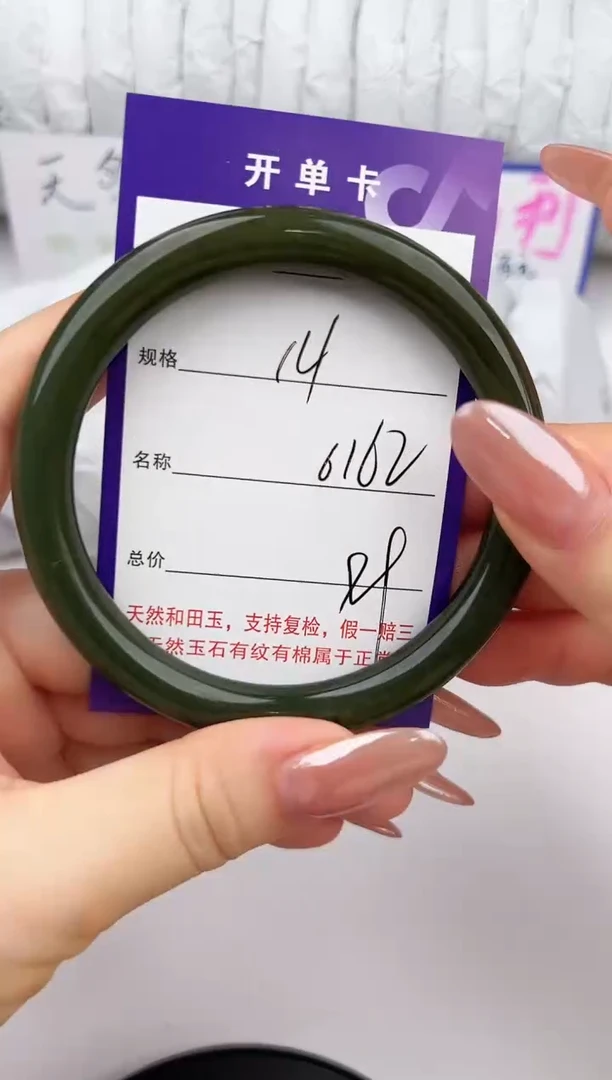 开单卡
规格 14
名称 6162
总价
天然和田玉，支持复检，假一赔三
天然玉石有纹有棉属于正常